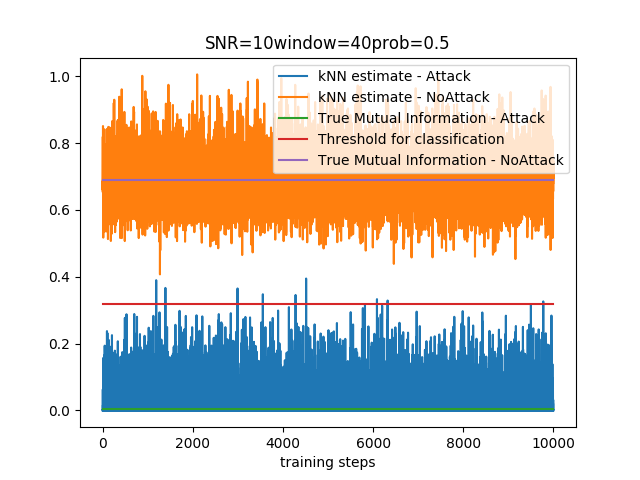 SNR=10window=40prob=0.5
kNN estimate - Attack
kNN estimate - NoAttack
True Mutual Information - Attack
Threshold for classification
True Mutual Information - NoAttack
1.0
0.8
0.6
0.4
0.2
0.0
0 2000 4000 6000 8000 10000
training steps